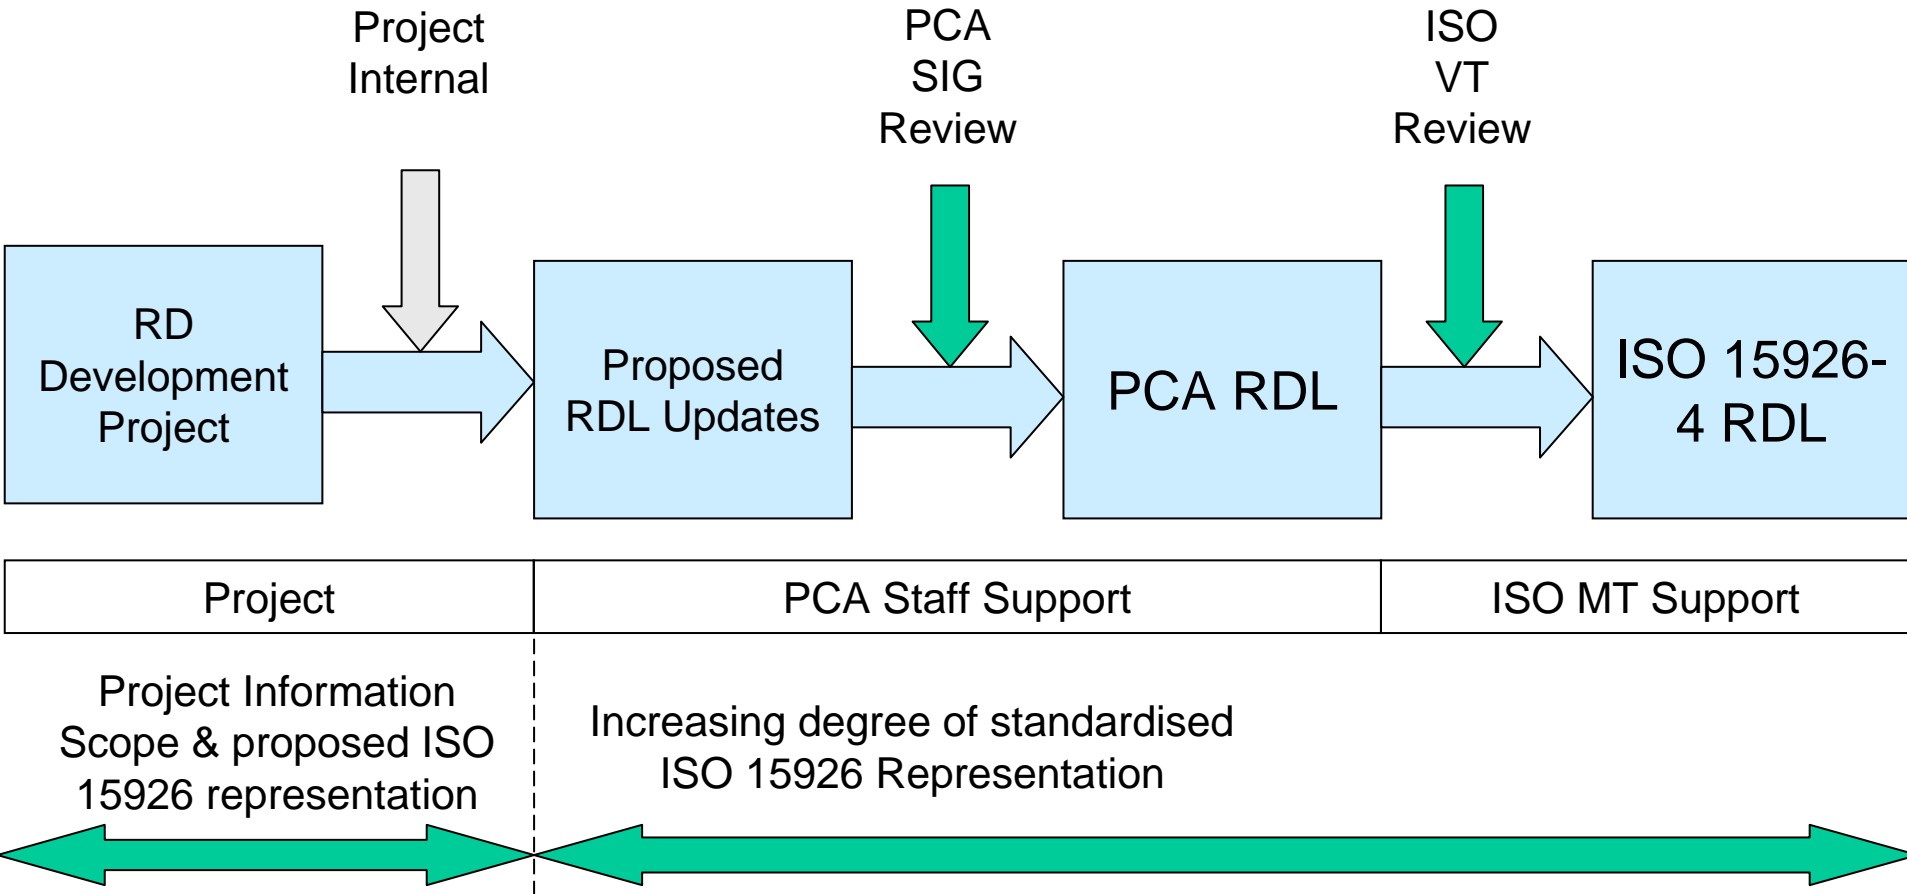 Project
Internal
PCA
SIG
Review
ISO
VT
Review
RD
Development
Project
Proposed
RDL Updates
PCA RDL
ISO 15926-
4 RDL
Project
PCA Staff Support
ISO MT Support
Project Information
Scope & proposed ISO
15926 representation
Increasing degree of standardised
ISO 15926 Representation